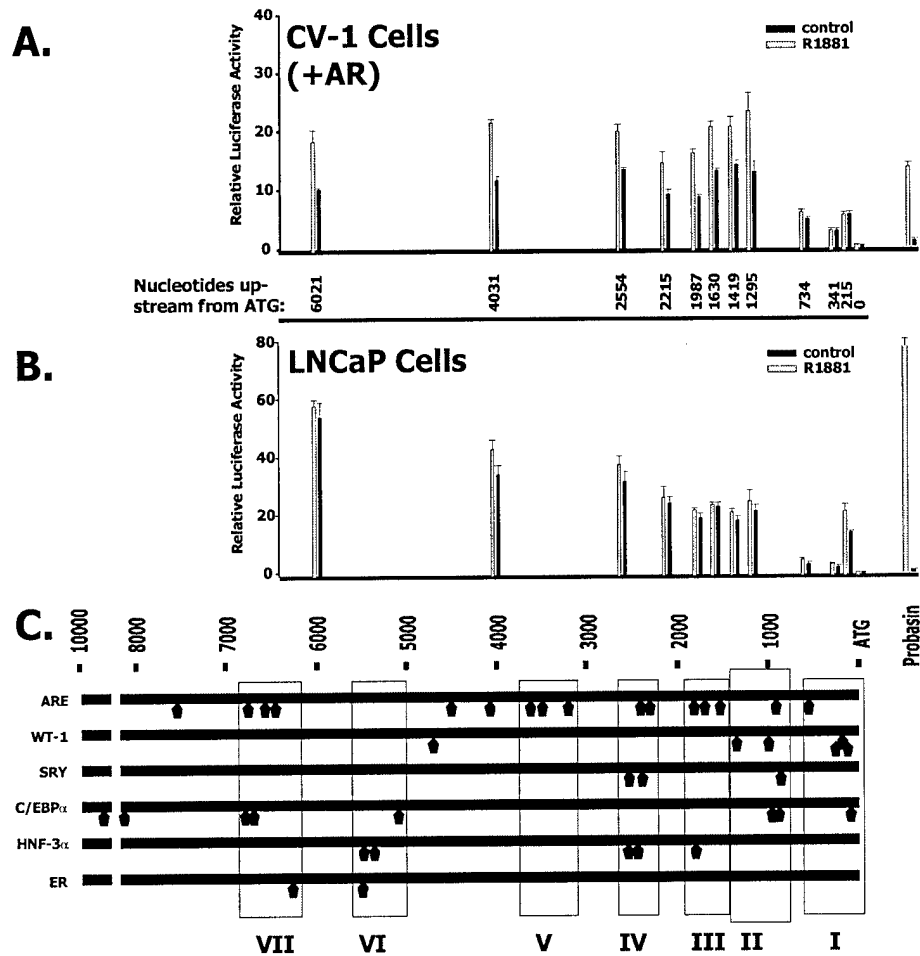 A.
CV-1 Cells
(+AR)
control
R1881
Relative Luciferase Activity
40
30
20
10
0
Nucleotides up-
stream from ATG:
6021
4031
2554
2215
1987
1630
1419
1295
734
341
215
0
B.
LNCaP Cells
control
R1881
Relative Luciferase Activity
80
60
40
20
0
C.
10000
8000
7000
6000
5000
4000
3000
2000
1000
ATG
Probasin
ARE
WT-1
SRY
C/EBPα
HNF-3α
ER
VII
VI
V
IV
III
II
I